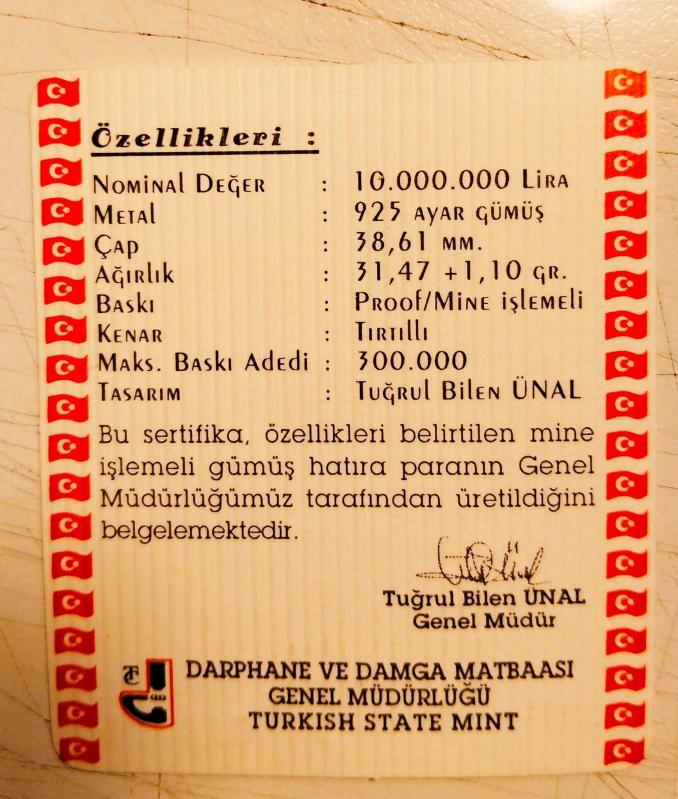 Özellikleri :
Nominal Değer : 10.000.000 Lira
Metal : 925 ayar gümüş
Çap : 38,61 mm.
Ağırlık : 31,47 +1,10 gr.
Baskı : Proof/Mine işlemeli
Kenar : Tırtıllı
Maks. Baskı Adedi : 300.000
Tasarım : Tuğrul Bilen ÜNAL
Bu sertifika, özellikleri belirtilen mine
işlemeli gümüş hatıra paranın Genel
Müdürlüğümüz tarafından üretildiğini
belgelemektedir.
Tuğrul Bilen ÜNAL
Genel Müdür
TC
DARPHANE VE DAMGA MATBAASI
GENEL MÜDÜRLÜĞÜ
TURKISH STATE MINT